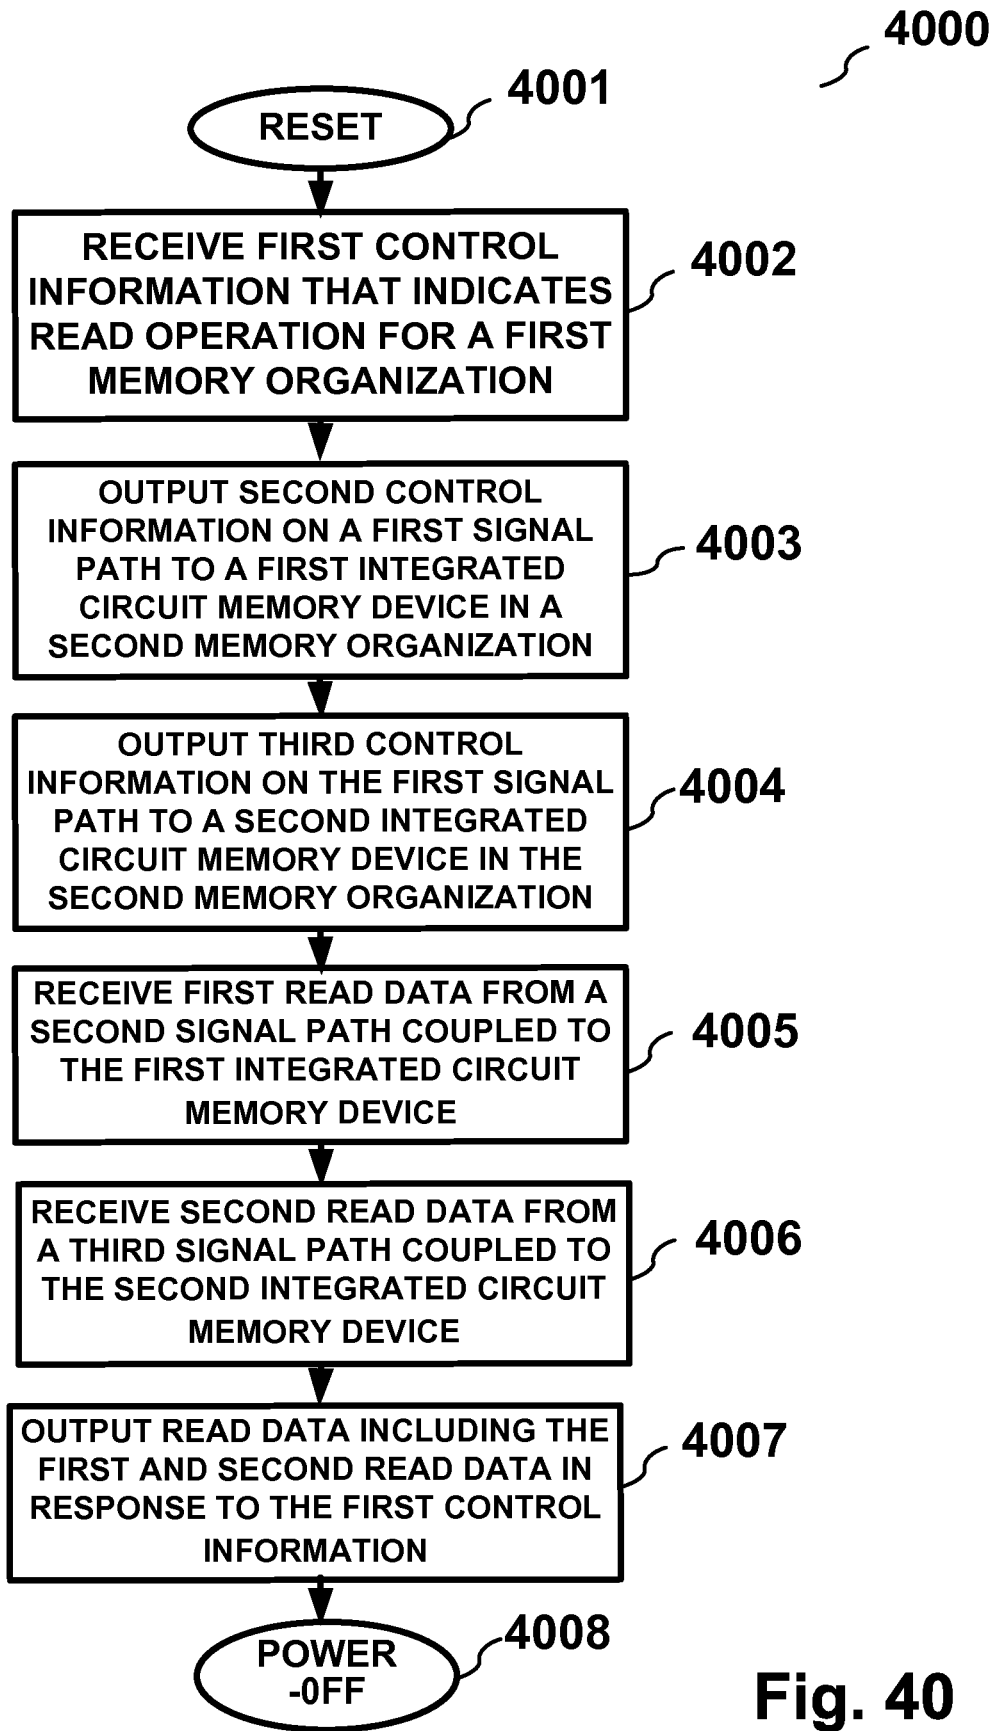 4000
4001
RESET
RECEIVE FIRST CONTROL
INFORMATION THAT INDICATES
READ OPERATION FOR A FIRST
MEMORY ORGANIZATION
4002
OUTPUT SECOND CONTROL
INFORMATION ON A FIRST SIGNAL
PATH TO A FIRST INTEGRATED
CIRCUIT MEMORY DEVICE IN A
SECOND MEMORY ORGANIZATION
4003
OUTPUT THIRD CONTROL
INFORMATION ON THE FIRST SIGNAL
PATH TO A SECOND INTEGRATED
CIRCUIT MEMORY DEVICE IN THE
SECOND MEMORY ORGANIZATION
4004
RECEIVE FIRST READ DATA FROM A
SECOND SIGNAL PATH COUPLED TO
THE FIRST INTEGRATED CIRCUIT
MEMORY DEVICE
4005
RECEIVE SECOND READ DATA FROM
A THIRD SIGNAL PATH COUPLED TO
THE SECOND INTEGRATED CIRCUIT
MEMORY DEVICE
4006
OUTPUT READ DATA INCLUDING THE
FIRST AND SECOND READ DATA IN
RESPONSE TO THE FIRST CONTROL
INFORMATION
4007
POWER
-0FF
4008
Fig. 40